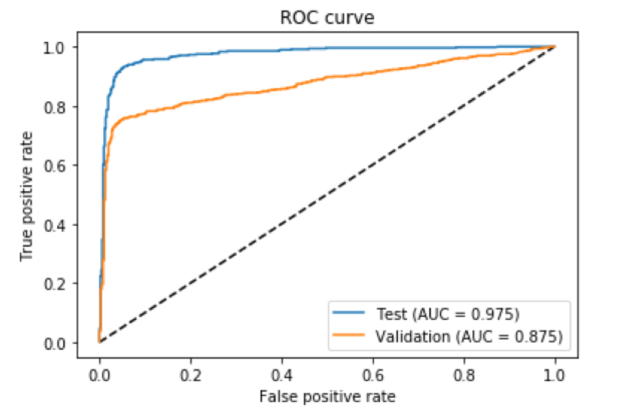 ROC curve
1.0
0.8
0.6
0.4
0.2
0.0
True positive rate
Test (AUC = 0.975)
Validation (AUC = 0.875)
0.0 0.2 0.4 0.6 0.8 1.0
False positive rate